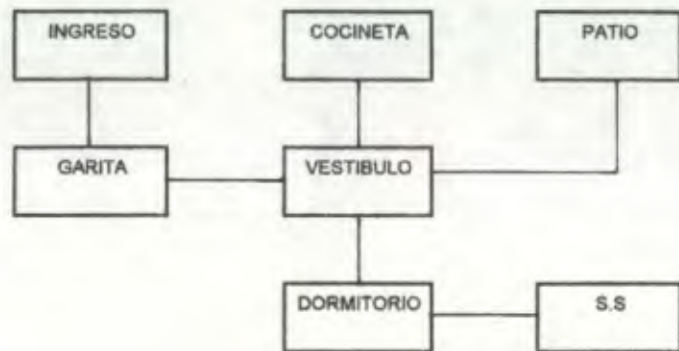 INGRESO
COCINETA
PATIO
GARITA
VESTIBULO
DORMITORIO
S.S